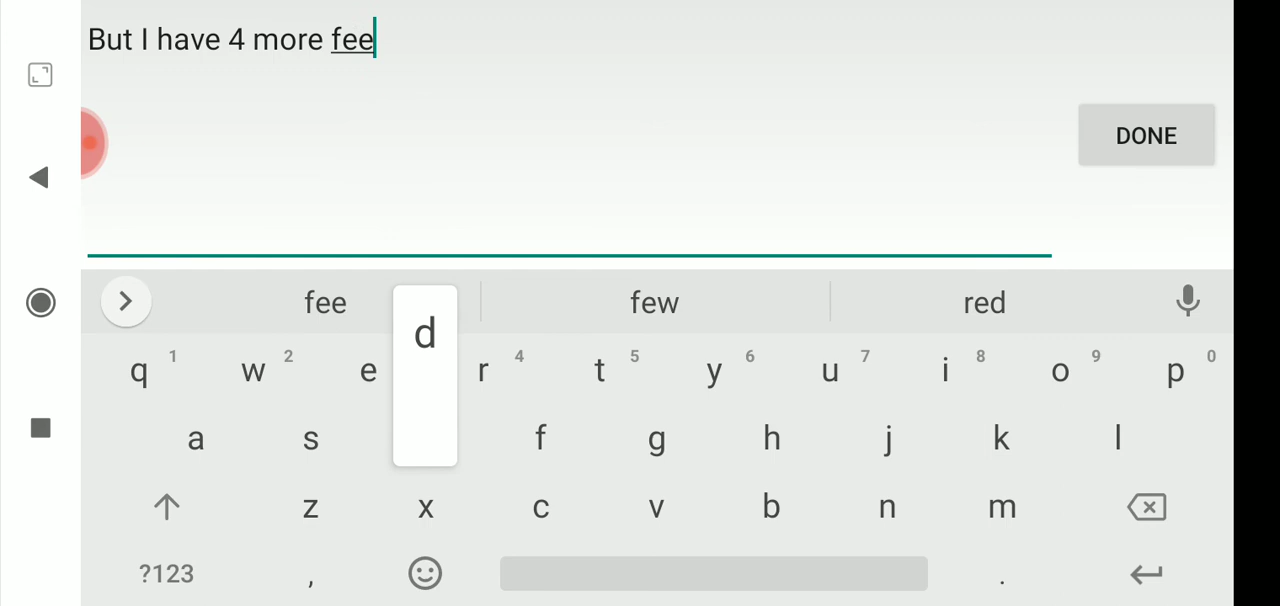 But I have 4 more fee
DONE
fee few red
d
q 1 w 2 e r 4 t 5 y 6 u 7 i 8 o 9 p 0
a s f g h j k l
z x c v b n m
?123 , .